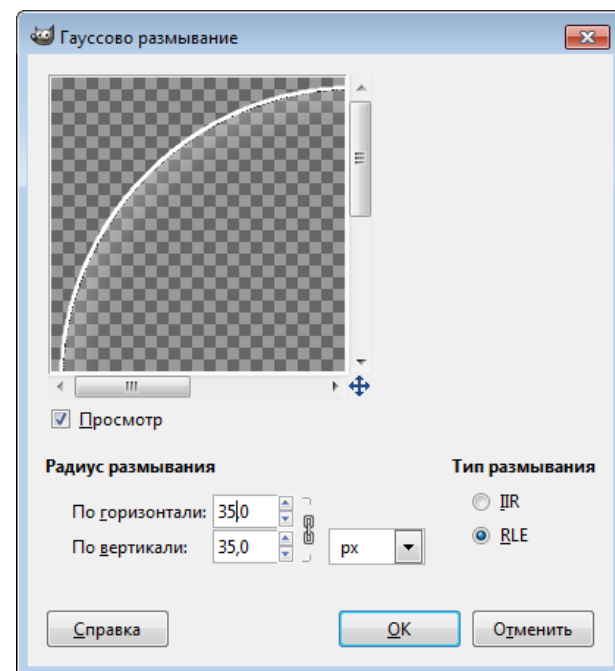 Гауссово размывание
Просмотр
Радиус размывания
Тип размывания
По горизонтали: 35,0
IIR
По вертикали: 35,0 px
RLE
Справка OK Отменить